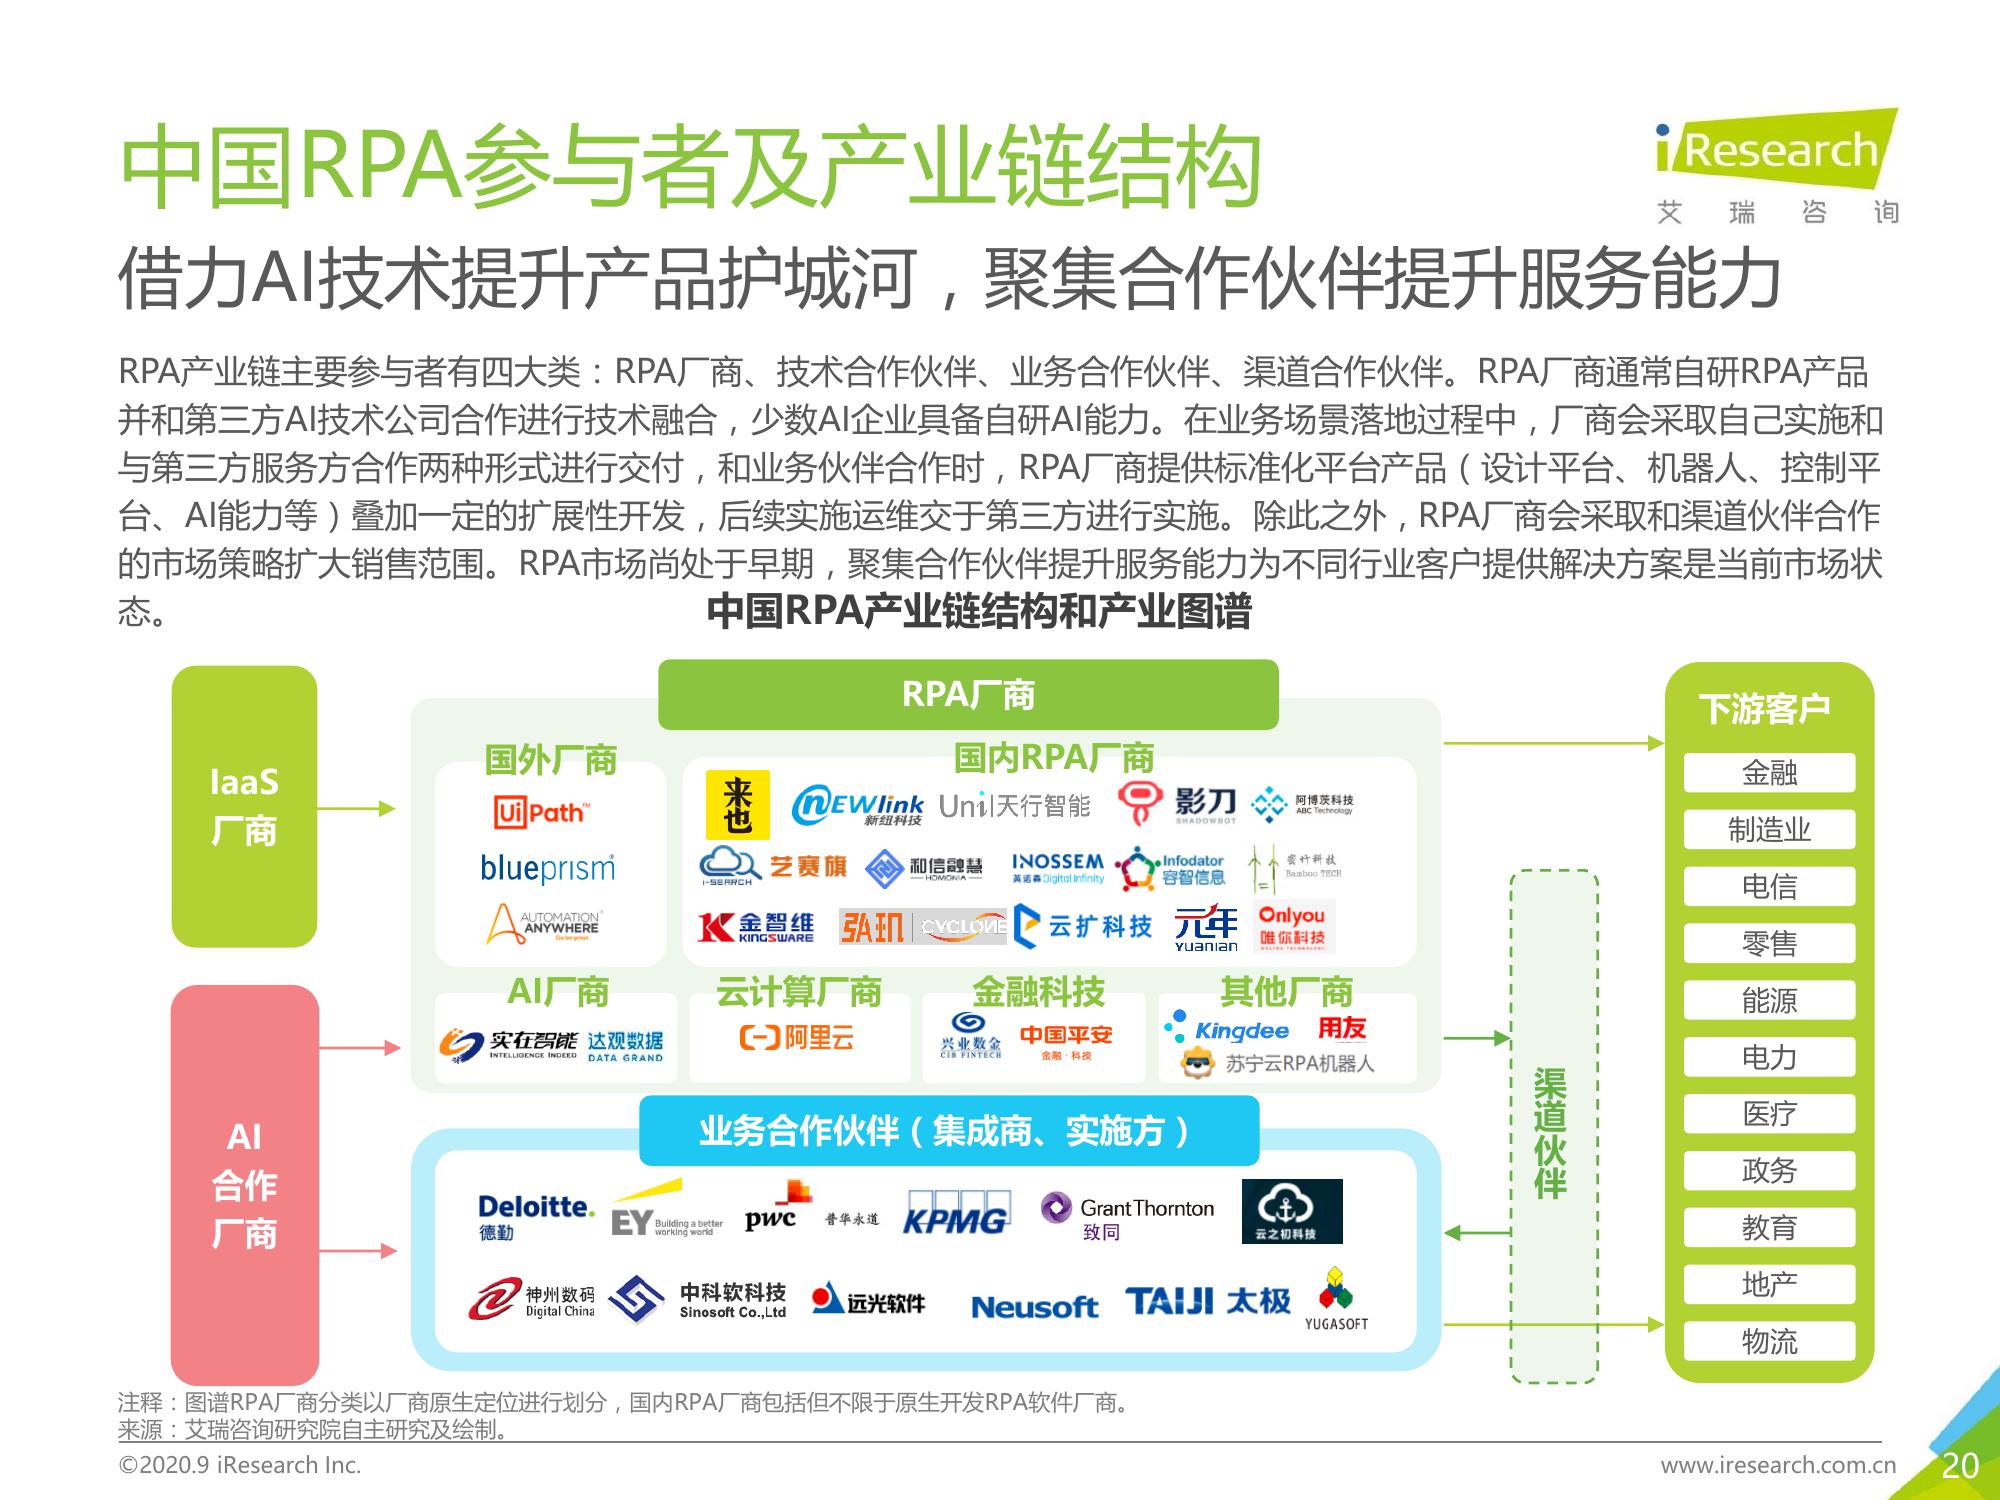 中国RPA参与者及产业链结构
iResearch
艾瑞咨询
借力AI技术提升产品护城河，聚集合作伙伴提升服务能力
RPA产业链主要参与者有四大类：RPA厂商、技术合作伙伴、业务合作伙伴、渠道合作伙伴。RPA厂商通常自研RPA产品
并和第三方AI技术公司合作进行技术融合，少数AI企业具备自研AI能力。在业务场景落地过程中，厂商会采取自己实施和
与第三方服务方合作两种形式进行交付，和业务伙伴合作时，RPA厂商提供标准化平台产品（设计平台、机器人、控制平
台、AI能力等）叠加一定的扩展性开发，后续实施运维交于第三方进行实施。除此之外，RPA厂商会采取和渠道伙伴合作
的市场策略扩大销售范围。RPA市场尚处于早期，聚集合作伙伴提升服务能力为不同行业客户提供解决方案是当前市场状
态。
中国RPA产业链结构和产业图谱
IaaS
厂商
AI
合作
厂商
RPA厂商
国外厂商
UiPath™
blueprism
AUTOMATION
ANYWHERE
Go be great.
国内RPA厂商
来也
NEWlink
新纽科技
Uni天行智能
影刀
SHADOWBOT
阿博茨科技
ABC Technology
i-SEARCH
艺赛旗
和信融慧
HOMONIA
INOSSEM
英诺森Digital Infinity
Infodator
容智信息
Bamboo TECH
金智维
KINGSWARE
弘玑 CYCLONE
云扩科技
元年
Yuanian
Onlyou
唯你科技
AI厂商
实在智能
INTELLIGENCE INDEED
达观数据
DATA GRAND
云计算厂商
阿里云
金融科技
兴业数金
CIB FINTECH
中国平安
金融·科技
其他厂商
Kingdee
用友
苏宁云RPA机器人
业务合作伙伴（集成商、实施方）
Deloitte.
德勤
EY Building a better
working world
pwc 普华永道
KPMG
GrantThornton
致同
云之初科技
神州数码
Digital China
中科软科技
Sinosoft Co.,Ltd
远光软件
Neusoft
TAIJI 太极
YUGASOFT
渠道伙伴
下游客户
金融
制造业
电信
零售
能源
电力
医疗
政务
教育
地产
物流
注释：图谱RPA厂商分类以厂商原生定位进行划分，国内RPA厂商包括但不限于原生开发RPA软件厂商。
来源：艾瑞咨询研究院自主研究及绘制。
©2020.9 iResearch Inc.
www.iresearch.com.cn
20